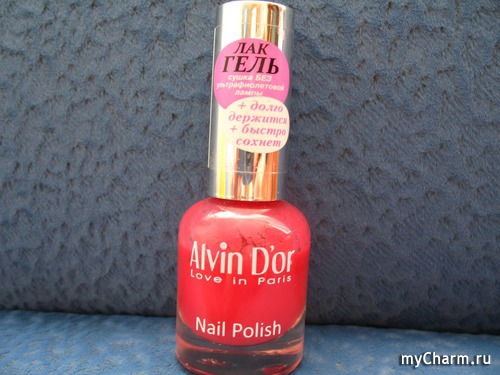 ЛАК
ГЕЛЬ
сушка БЕЗ
ультрафиолетовой
лампы
+ долго
держится
+ быстро
сохнет
Alvin D'or
Love in Paris
Nail Polish
myCharm.ru